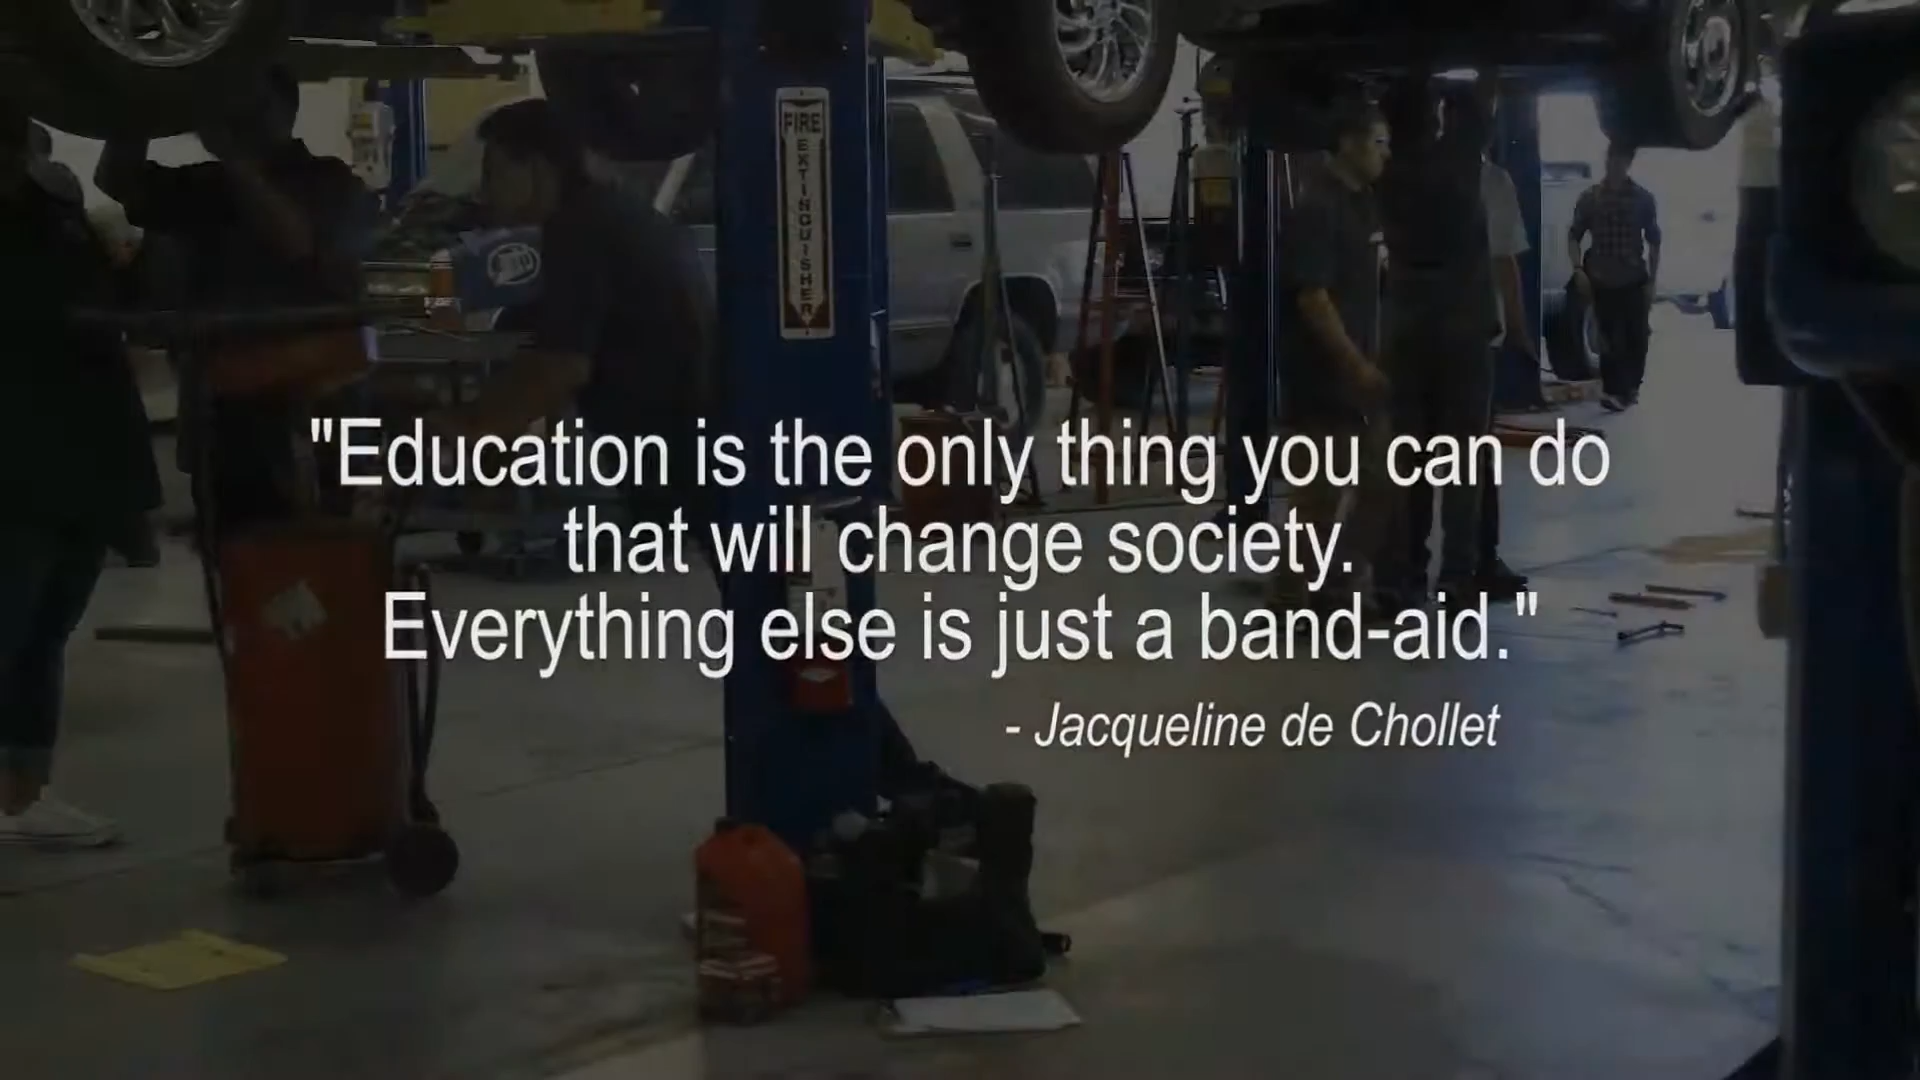 FIRE
EXTINGUISHER
"Education is the only thing you can do
that will change society.
Everything else is just a band-aid."
- Jacqueline de Chollet